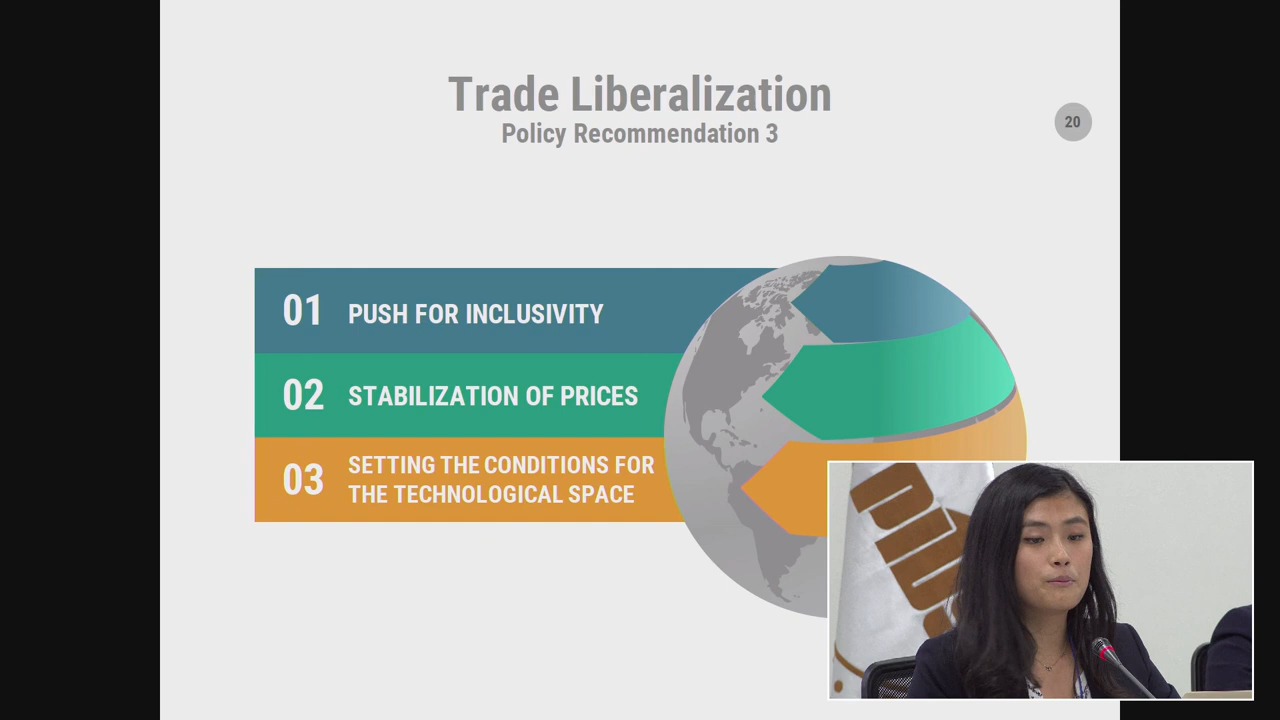 Trade Liberalization
Policy Recommendation 3
20
01 PUSH FOR INCLUSIVITY
02 STABILIZATION OF PRICES
03 SETTING THE CONDITIONS FOR
THE TECHNOLOGICAL SPACE